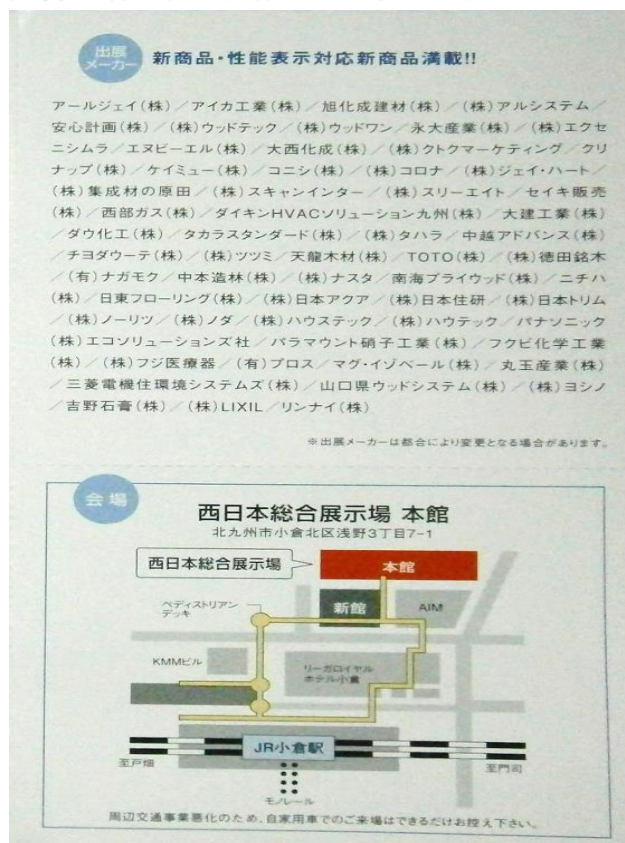 出展
メーカー
新商品・性能表示対応新商品満載!!
アールジェイ(株)／アイカ工業(株)／旭化成建材(株)／(株)アルシステム／
安心計画(株)／(株)ウッドテック／(株)ウッドワン／永大産業(株)／(株)エクセ
ニシムラ／エヌビーエル(株)／大西化成(株)／(株)クトクマーケティング／クリ
ナップ(株)／ケイミュー(株)／コニシ(株)／(株)コロナ／(株)ジェイ・ハート／
(株)集成材の原田／(株)スキャンインター／(株)スリーエイト／セイキ販売
(株)／西部ガス(株)／ダイキンHVACソリューション九州(株)／大建工業(株)
／ダウ化工(株)／タカラスタンダード(株)／(株)タハラ／中越アドバンス(株)
／チヨダウーテ(株)／(株)ツツミ／天龍木材(株)／TOTO(株)／(株)徳田銘木
／(有)ナガモク／中本造林(株)／(株)ナスタ／南海プライウッド(株)／ニチハ
(株)／日東フローリング(株)／(株)日本アクア／(株)日本住研／(株)日本トリム
／(株)ノーリツ／(株)ノダ／(株)ハウステック／(株)ハウテック／パナソニック
(株)エコソリューションズ社／パラマウント硝子工業(株)／フクビ化学工業
(株)／(株)フジ医療器／(有)プロス／マグ・イゾベール(株)／丸玉産業(株)
／三菱電機住環境システムズ(株)／山口県ウッドシステム(株)／(株)ヨシノ
／吉野石膏(株)／(株)LIXIL／リンナイ(株)
※出展メーカーは都合により変更となる場合があります。
会場
西日本総合展示場 本館
北九州市小倉北区浅野3丁目7-1
西日本総合展示場
本館
ペディストリアン
デッキ
新館
AIM
KMMビル
リーガロイヤル
ホテル小倉
JR小倉駅
至戸畑
至門司
モノレール
周辺交通事業悪化のため、自家用車でのご来場はできるだけお控え下さい。